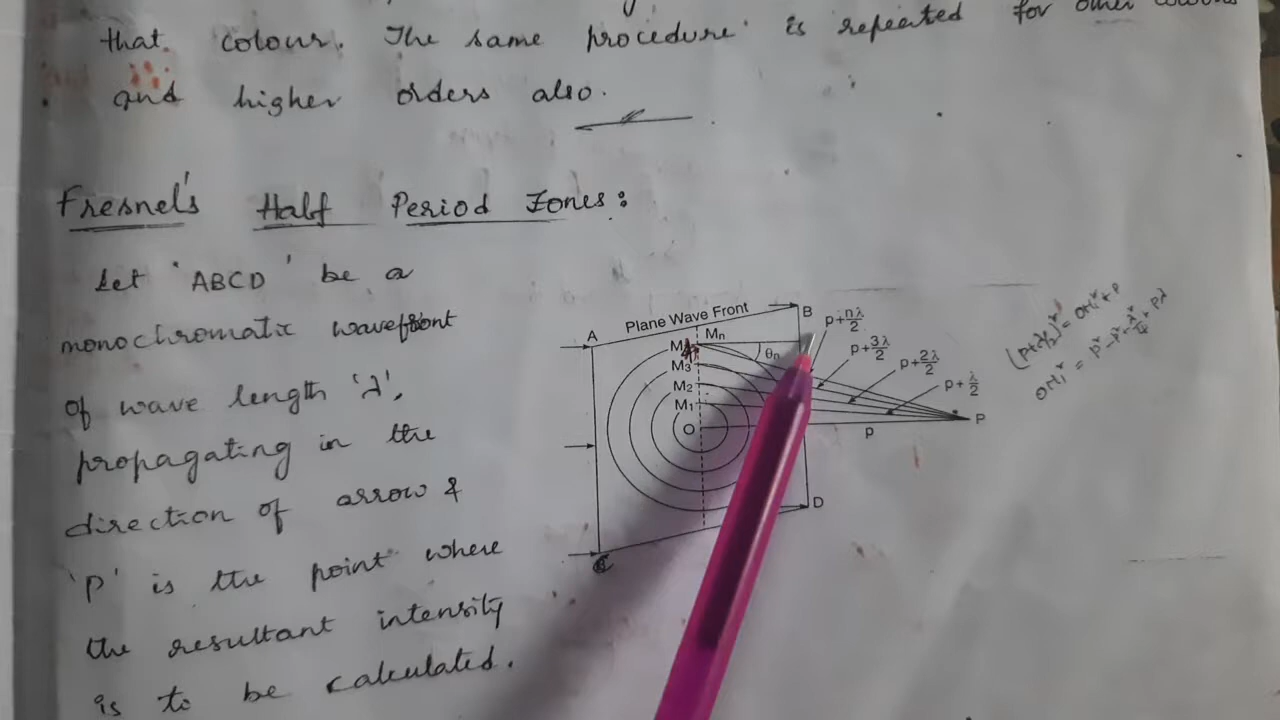 that colour. The same procedure is repeated for other colours
and higher orders also.
Fresnel's Half Period Zones:
Let 'ABCD' be a
monochromatic wavefront
of wave length 'λ',
propagating in the
direction of arrow &
'P' is the point where
the resultant intensity
is to be calculated.
Plane Wave Front
A
B
D
Mn
M3
M2
M1
O
θn
p+nλ/2
p+3λ/2
p+2λ/2
p+λ/2
p
P